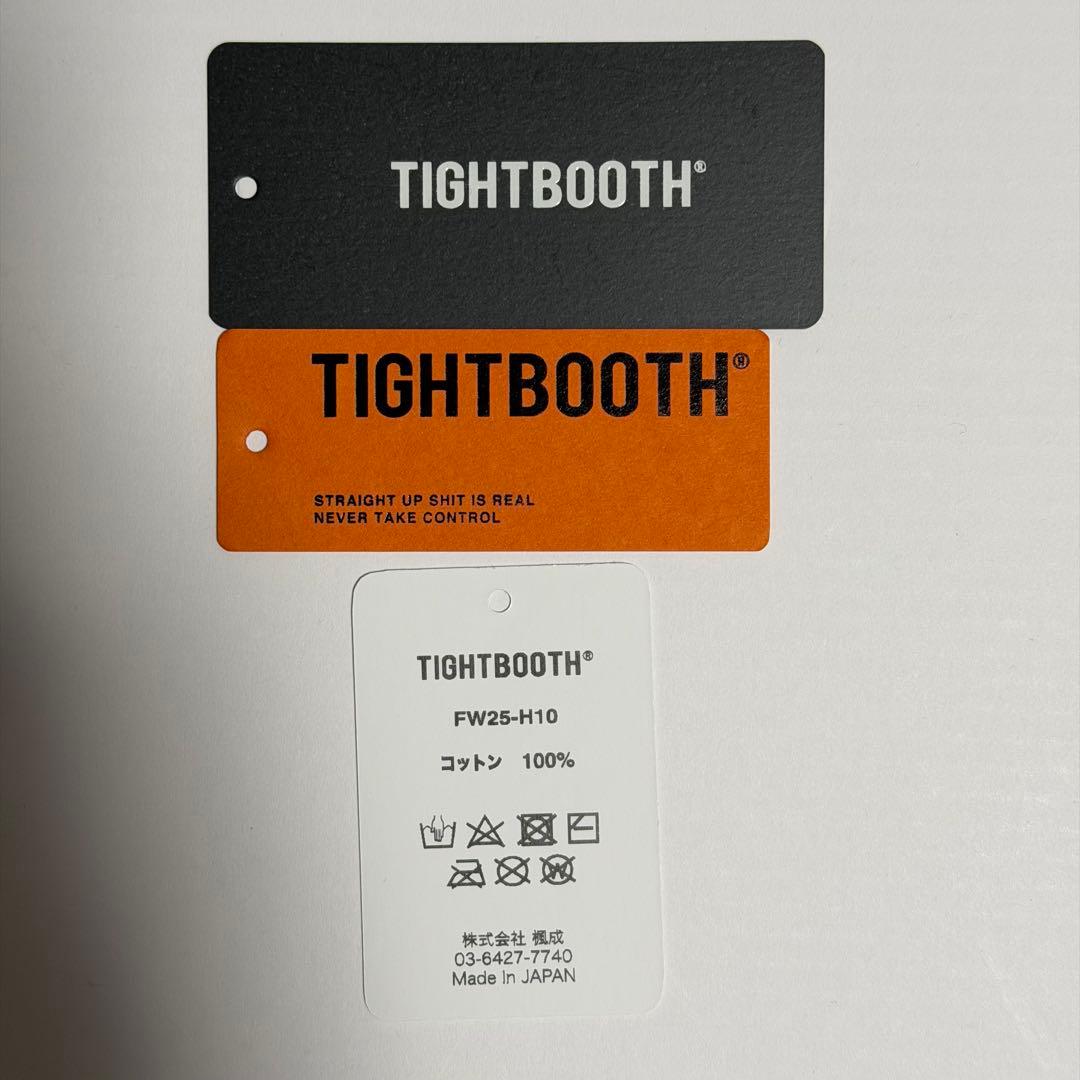 TIGHTBOOTH®
TIGHTBOOTH®
STRAIGHT UP SHIT IS REAL
NEVER TAKE CONTROL
TIGHTBOOTH®
FW25-H10
コットン 100%
株式会社 楓成
03-6427-7740
Made In JAPAN